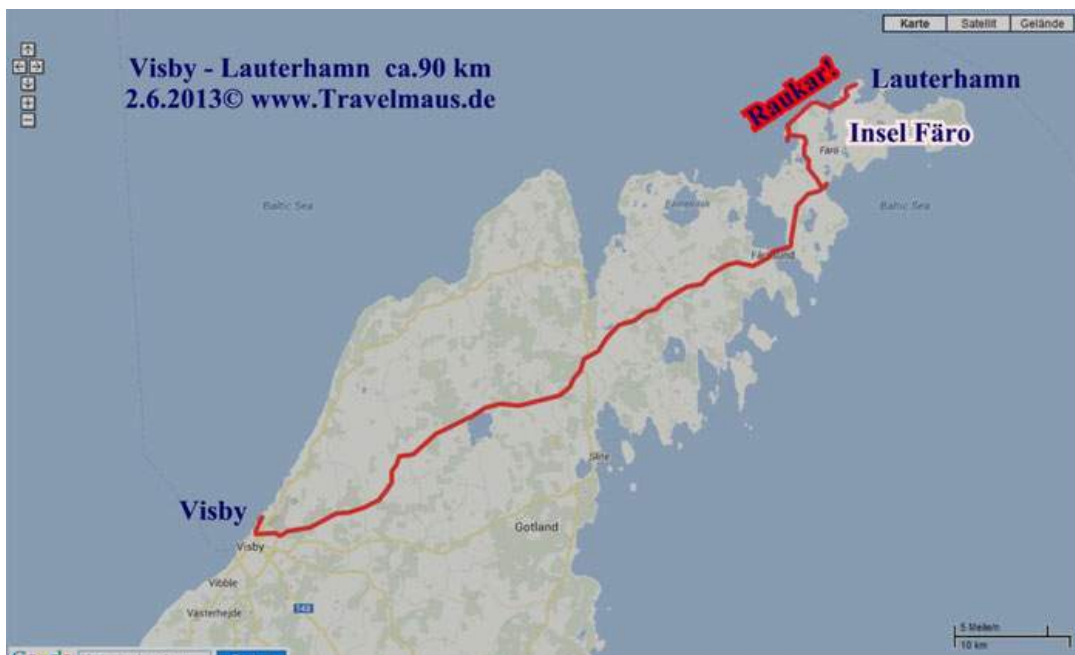 Karte
Satellit
Gelände
Visby - Lauterhamn ca.90 km
2.6.2013© www.Travelmaus.de
Raukar!
Lauterhamn
Insel Färo
Fårö
Baltic Sea
Baltic Sea
Fårösund
Slite
Visby
Gotland
Visby
Vibble
Västerhejde
5 Meilen
10 km